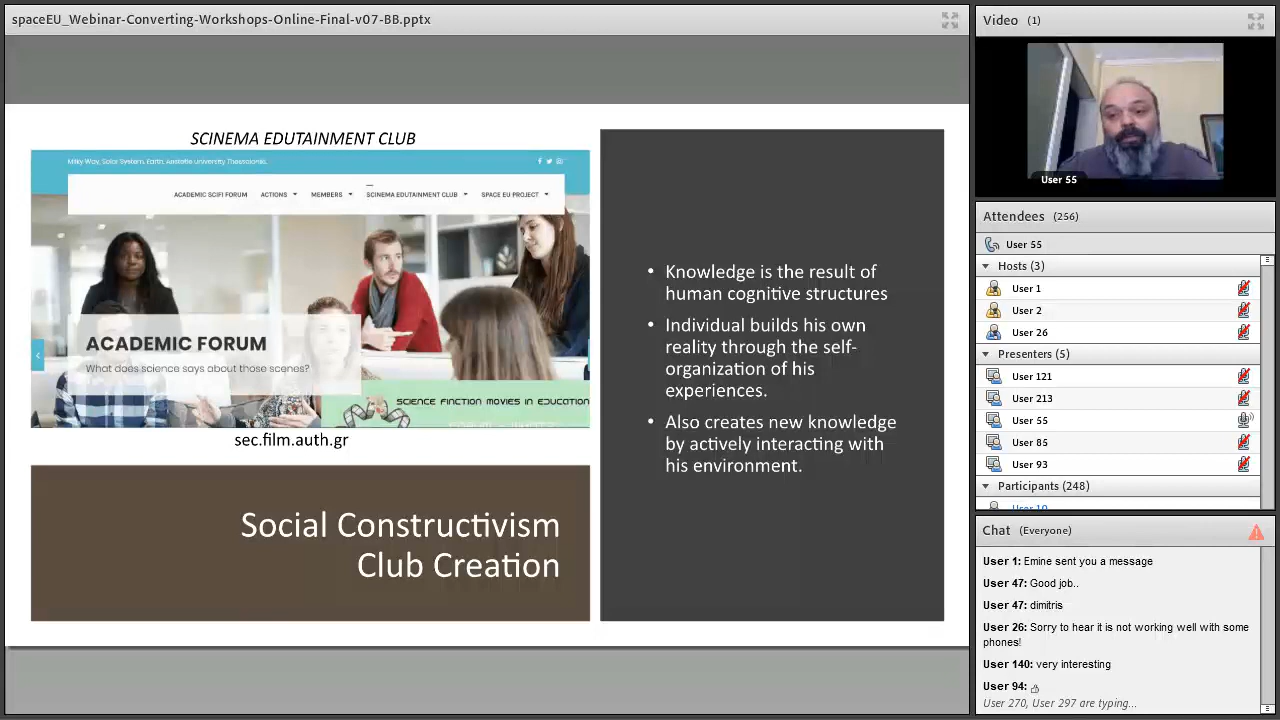 spaceEU_Webinar-Converting-Workshops-Online-Final-v07-BB.pptx
SCINEMA EDUTAINMENT CLUB
Milky Way, Solar System, Earth, Aristotle University Thessaloniki,
ACADEMIC SCIFI FORUM ACTIONS MEMBERS SCINEMA EDUTAINMENT CLUB SPACE EU PROJECT
ACADEMIC FORUM
What does science says about those scenes?
SCIENCE FINCTION MOVIES IN EDUCATION
sec.film.auth.gr
Social Constructivism
Club Creation
• Knowledge is the result of
human cognitive structures
• Individual builds his own
reality through the self-
organization of his
experiences.
• Also creates new knowledge
by actively interacting with
his environment.
Video (1)
User 55
Attendees (256)
User 55
Hosts (3)
User 1
User 2
User 26
Presenters (5)
User 121
User 213
User 55
User 85
User 93
Participants (248)
User 10
Chat (Everyone)
User 1: Emine sent you a message
User 47: Good job..
User 47: dimitris
User 26: Sorry to hear it is not working well with some
phones!
User 140: very interesting
User 94:
User 270, User 297 are typing...